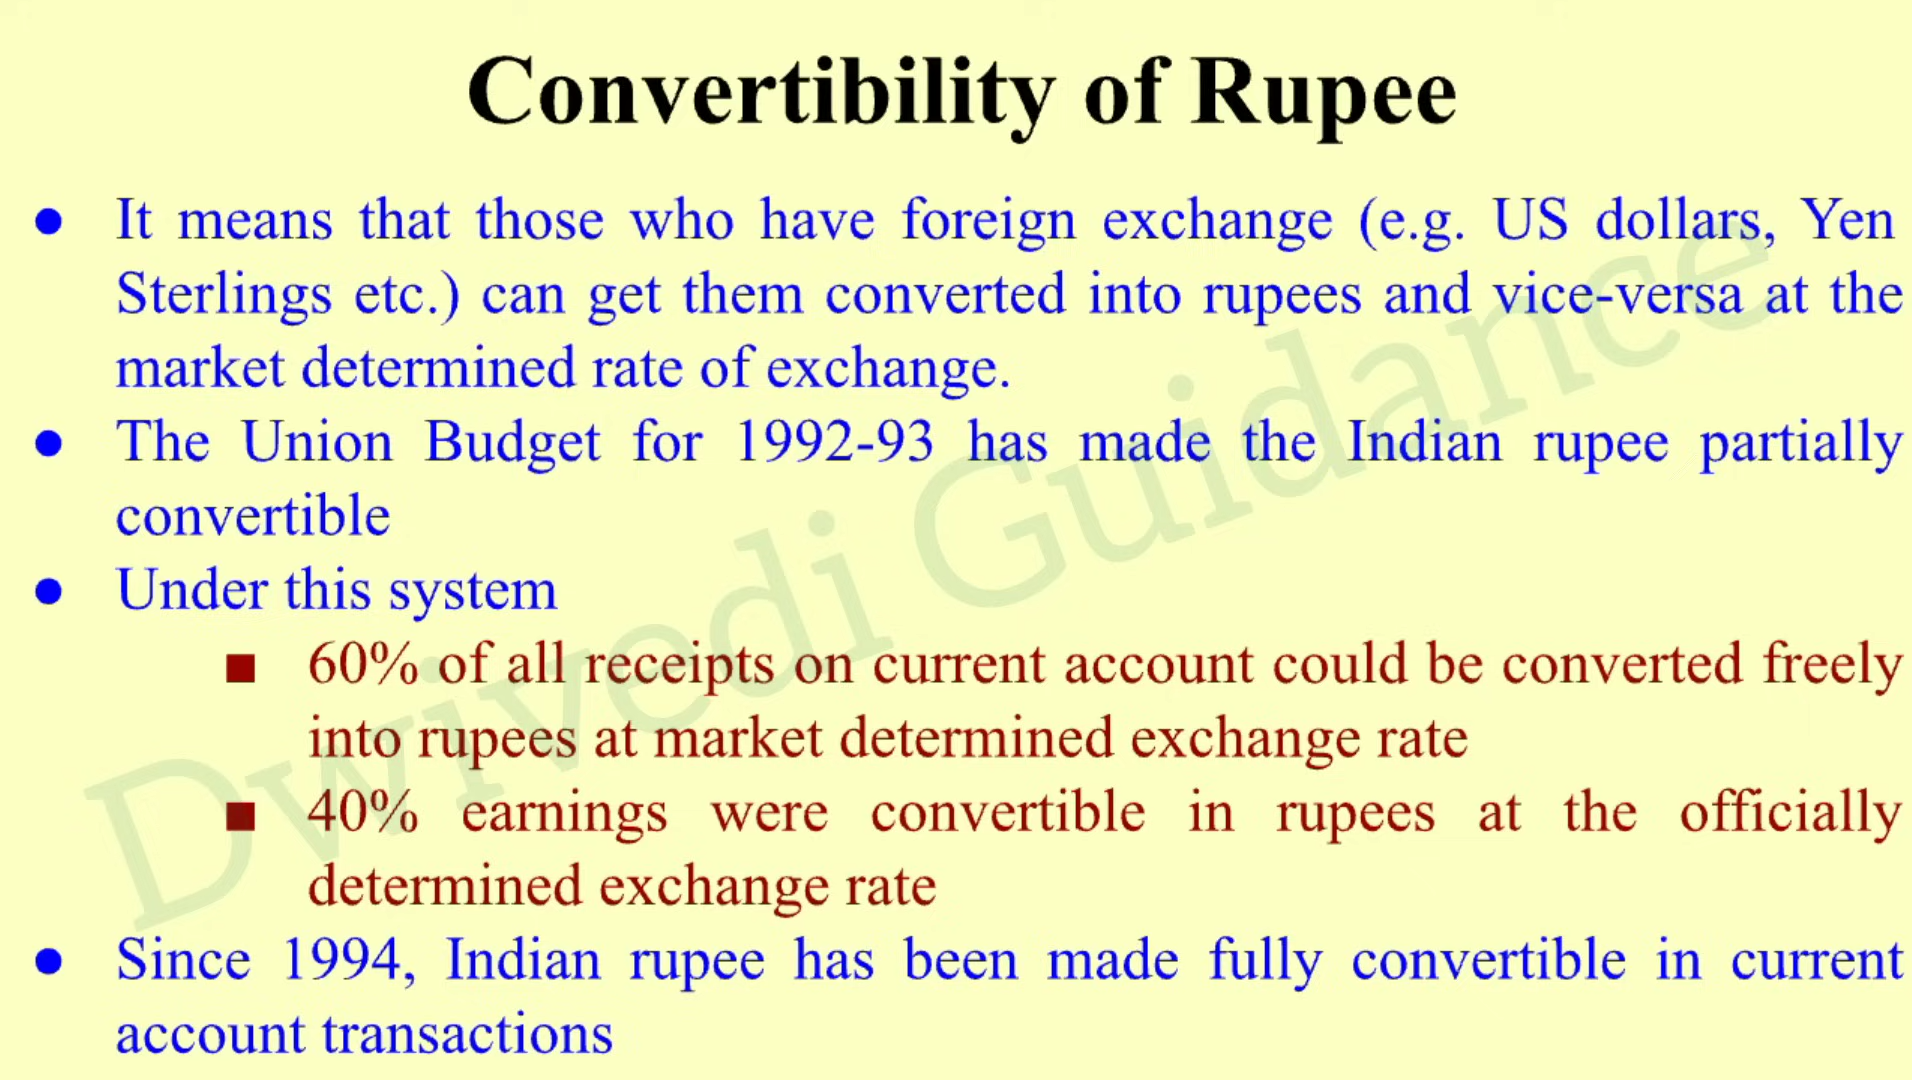 Convertibility of Rupee
● It means that those who have foreign exchange (e.g. US dollars, Yen
Sterlings etc.) can get them converted into rupees and vice-versa at the
market determined rate of exchange.
● The Union Budget for 1992-93 has made the Indian rupee partially
convertible
● Under this system
■ 60% of all receipts on current account could be converted freely
into rupees at market determined exchange rate
■ 40% earnings were convertible in rupees at the officially
determined exchange rate
● Since 1994, Indian rupee has been made fully convertible in current
account transactions
Dwivedi Guidance